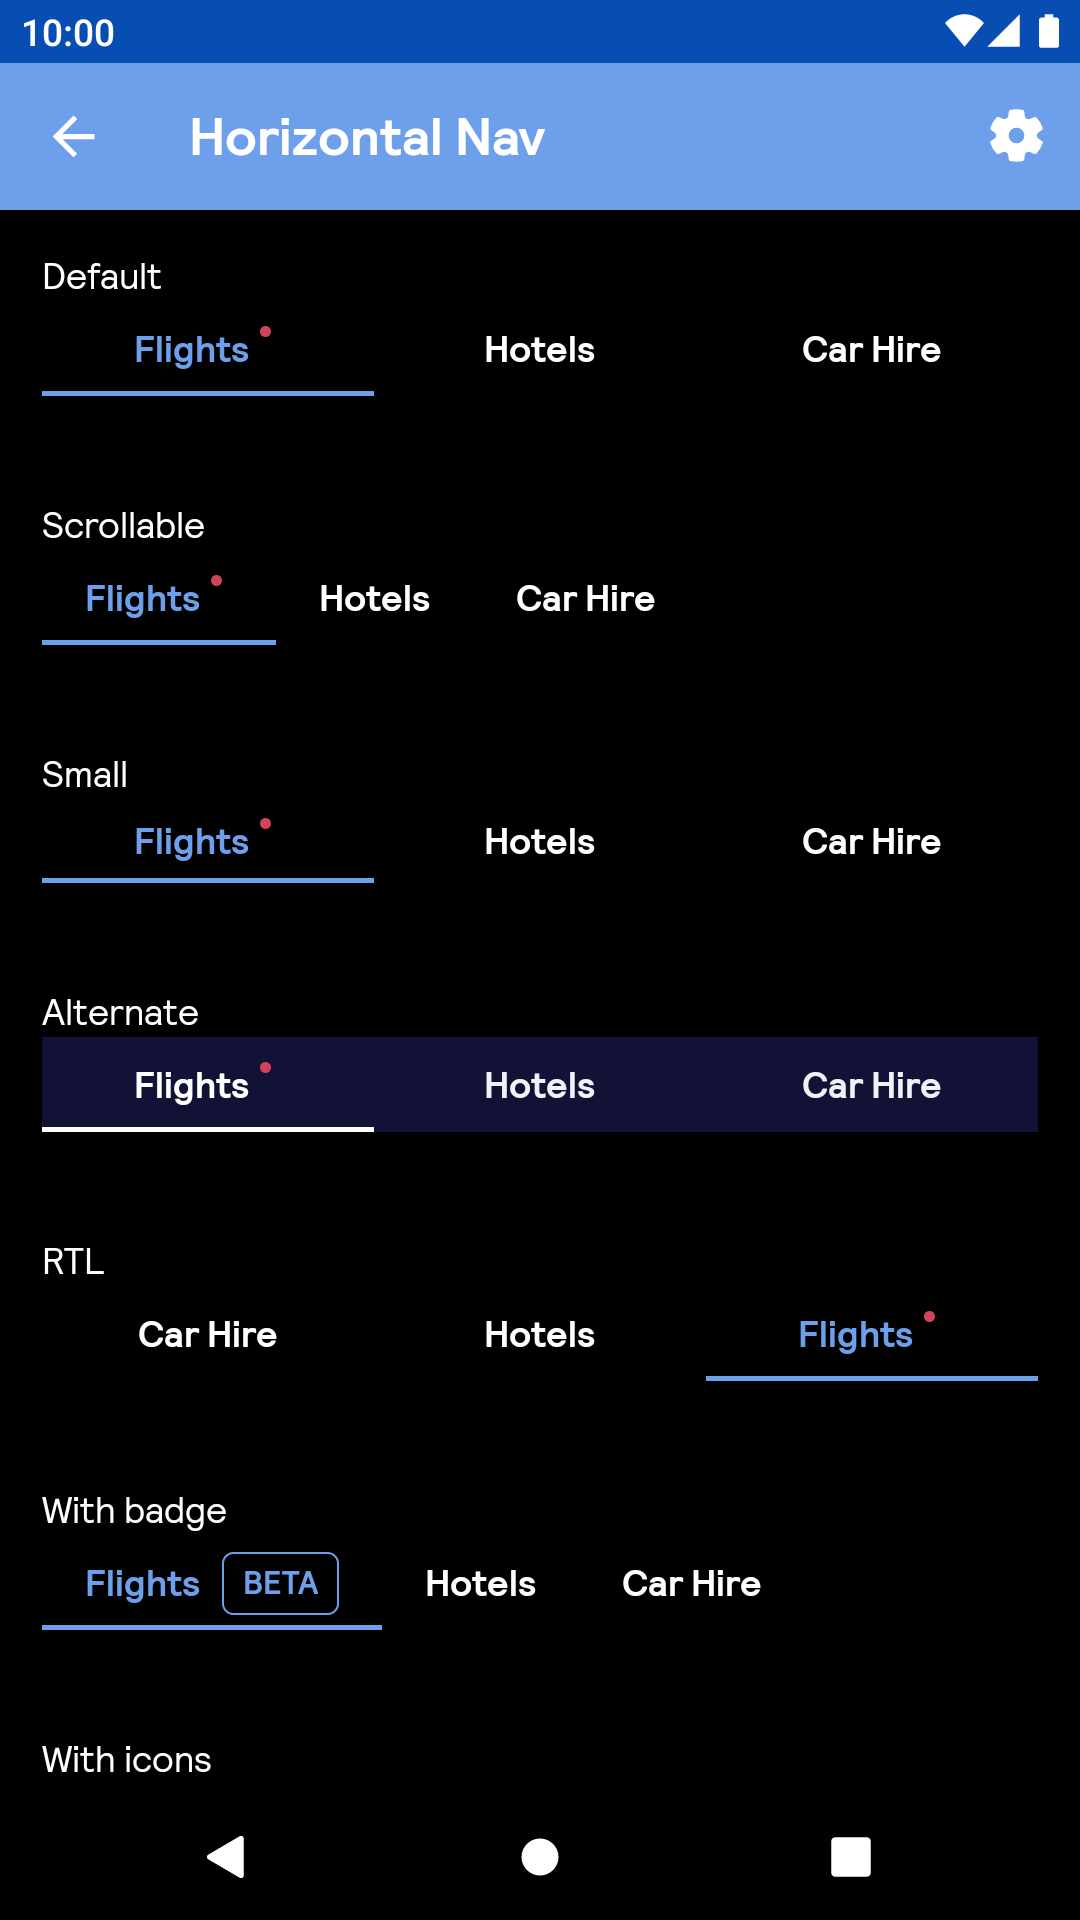 10:00
Horizontal Nav
Default
Flights Hotels Car Hire
Scrollable
Flights Hotels Car Hire
Small
Flights Hotels Car Hire
Alternate
Flights Hotels Car Hire
RTL
Car Hire Hotels Flights
With badge
Flights BETA Hotels Car Hire
With icons